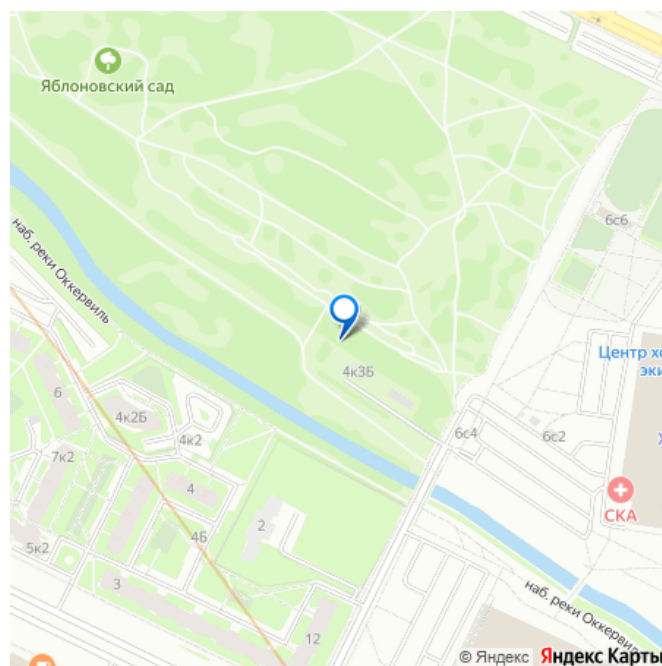 Яблоновский сад
6с6
наб. реки Оккервиль
Центр хо
эки
4к3Б
6
4к2Б
4к2
6с4
6с2
Х
7к2
4
СКА
2
4Б
5к2
3
наб. реки Оккервиль
12
© Яндекс Яндекс Карты